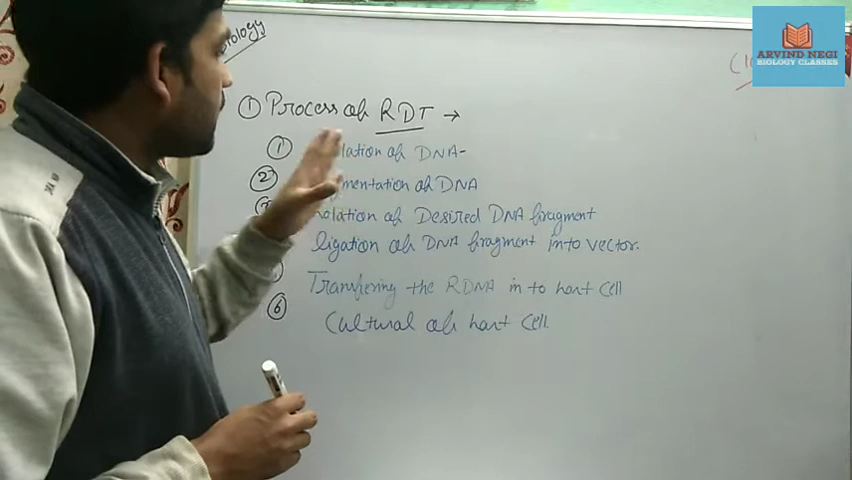 ARVIND NEGI
BIOLOGY CLASSES
① Process of RDT →
① lation of DNA-
② mentation of DNA
olation of Desired DNA fragment
ligation of DNA fragment into vector.
Transfering the RDNA in to host cell
⑥ Cultural of host cell.